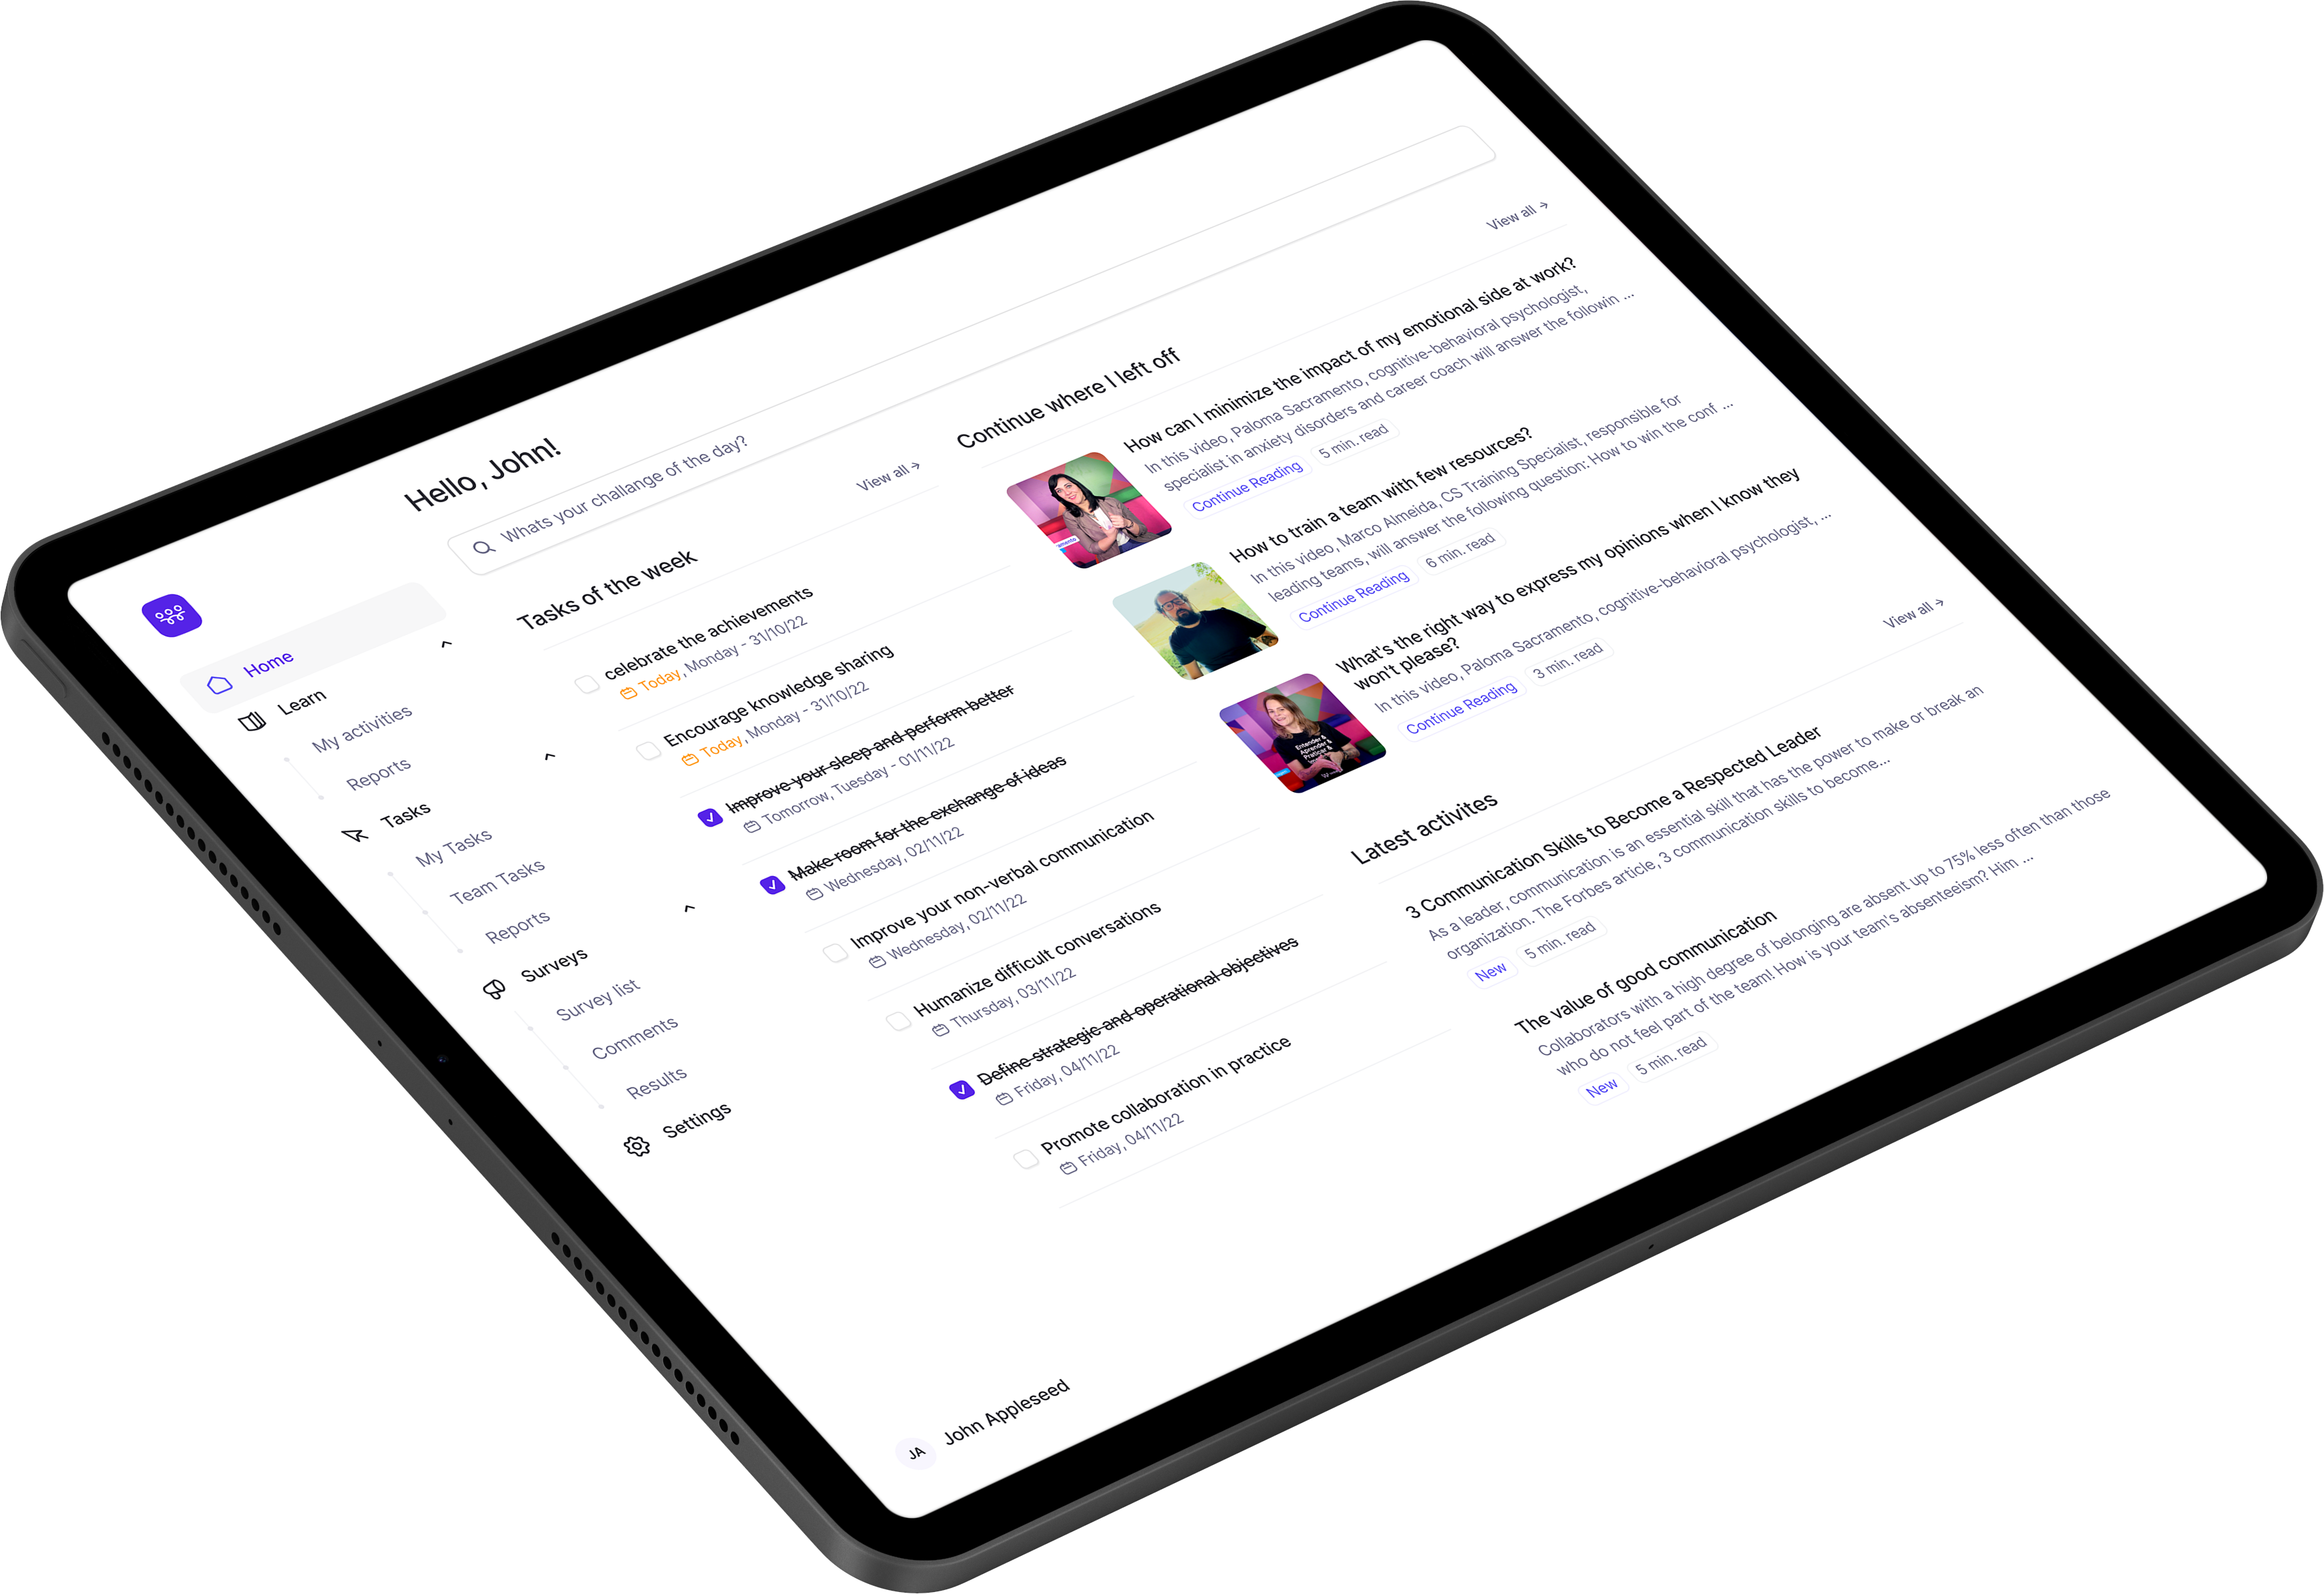 Home
Learn
My activities
Reports
Tasks
My Tasks
Team Tasks
Reports
Surveys
Survey list
Comments
Results
Settings
JA John Appleseed
Hello, John!
Whats your challange of the day?
Tasks of the week
View all →
celebrate the achievements
Today, Monday - 31/10/22
Encourage knowledge sharing
Today, Monday - 31/10/22
Improve your sleep and perform better
Tomorrow, Tuesday - 01/11/22
Make room for the exchange of ideas
Wednesday, 02/11/22
Improve your non-verbal communication
Wednesday, 02/11/22
Humanize difficult conversations
Thursday, 03/11/22
Define strategic and operational objectives
Friday, 04/11/22
Promote collaboration in practice
Friday, 04/11/22
Continue where I left off
View all →
How can I minimize the impact of my emotional side at work?
In this video, Paloma Sacramento, cognitive-behavioral psychologist,
specialist in anxiety disorders and career coach will answer the followin ...
Continue Reading
5 min. read
How to train a team with few resources?
In this video, Marco Almeida, CS Training Specialist, responsible for
leading teams, will answer the following question: How to win the conf ...
Continue Reading
6 min. read
Entender &
Aprender &
Praticar &
What's the right way to express my opinions when I know they
won't please?
In this video, Paloma Sacramento, cognitive-behavioral psychologist, ...
Continue Reading
3 min. read
Latest activites
View all →
3 Communication Skills to Become a Respected Leader
As a leader, communication is an essential skill that has the power to make or break an
organization. The Forbes article, 3 communication skills to become...
New
5 min. read
The value of good communication
Collaborators with a high degree of belonging are absent up to 75% less often than those
who do not feel part of the team! How is your team's absenteeism? Him ...
New
5 min. read